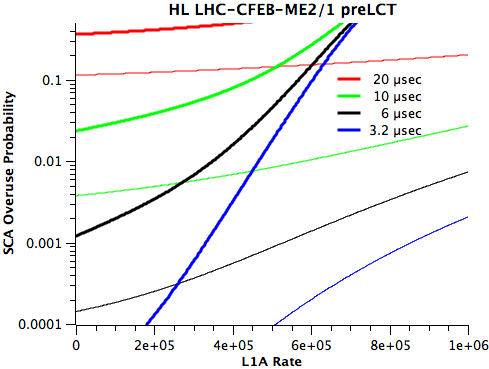 HL LHC-CFEB-ME2/1 preLCT
SCA Overuse Probability
0.1
0.01
0.001
0.0001
20 µsec
10 µsec
6 µsec
3.2 µsec
0
2e+05
4e+05
6e+05
8e+05
1e+06
L1A Rate